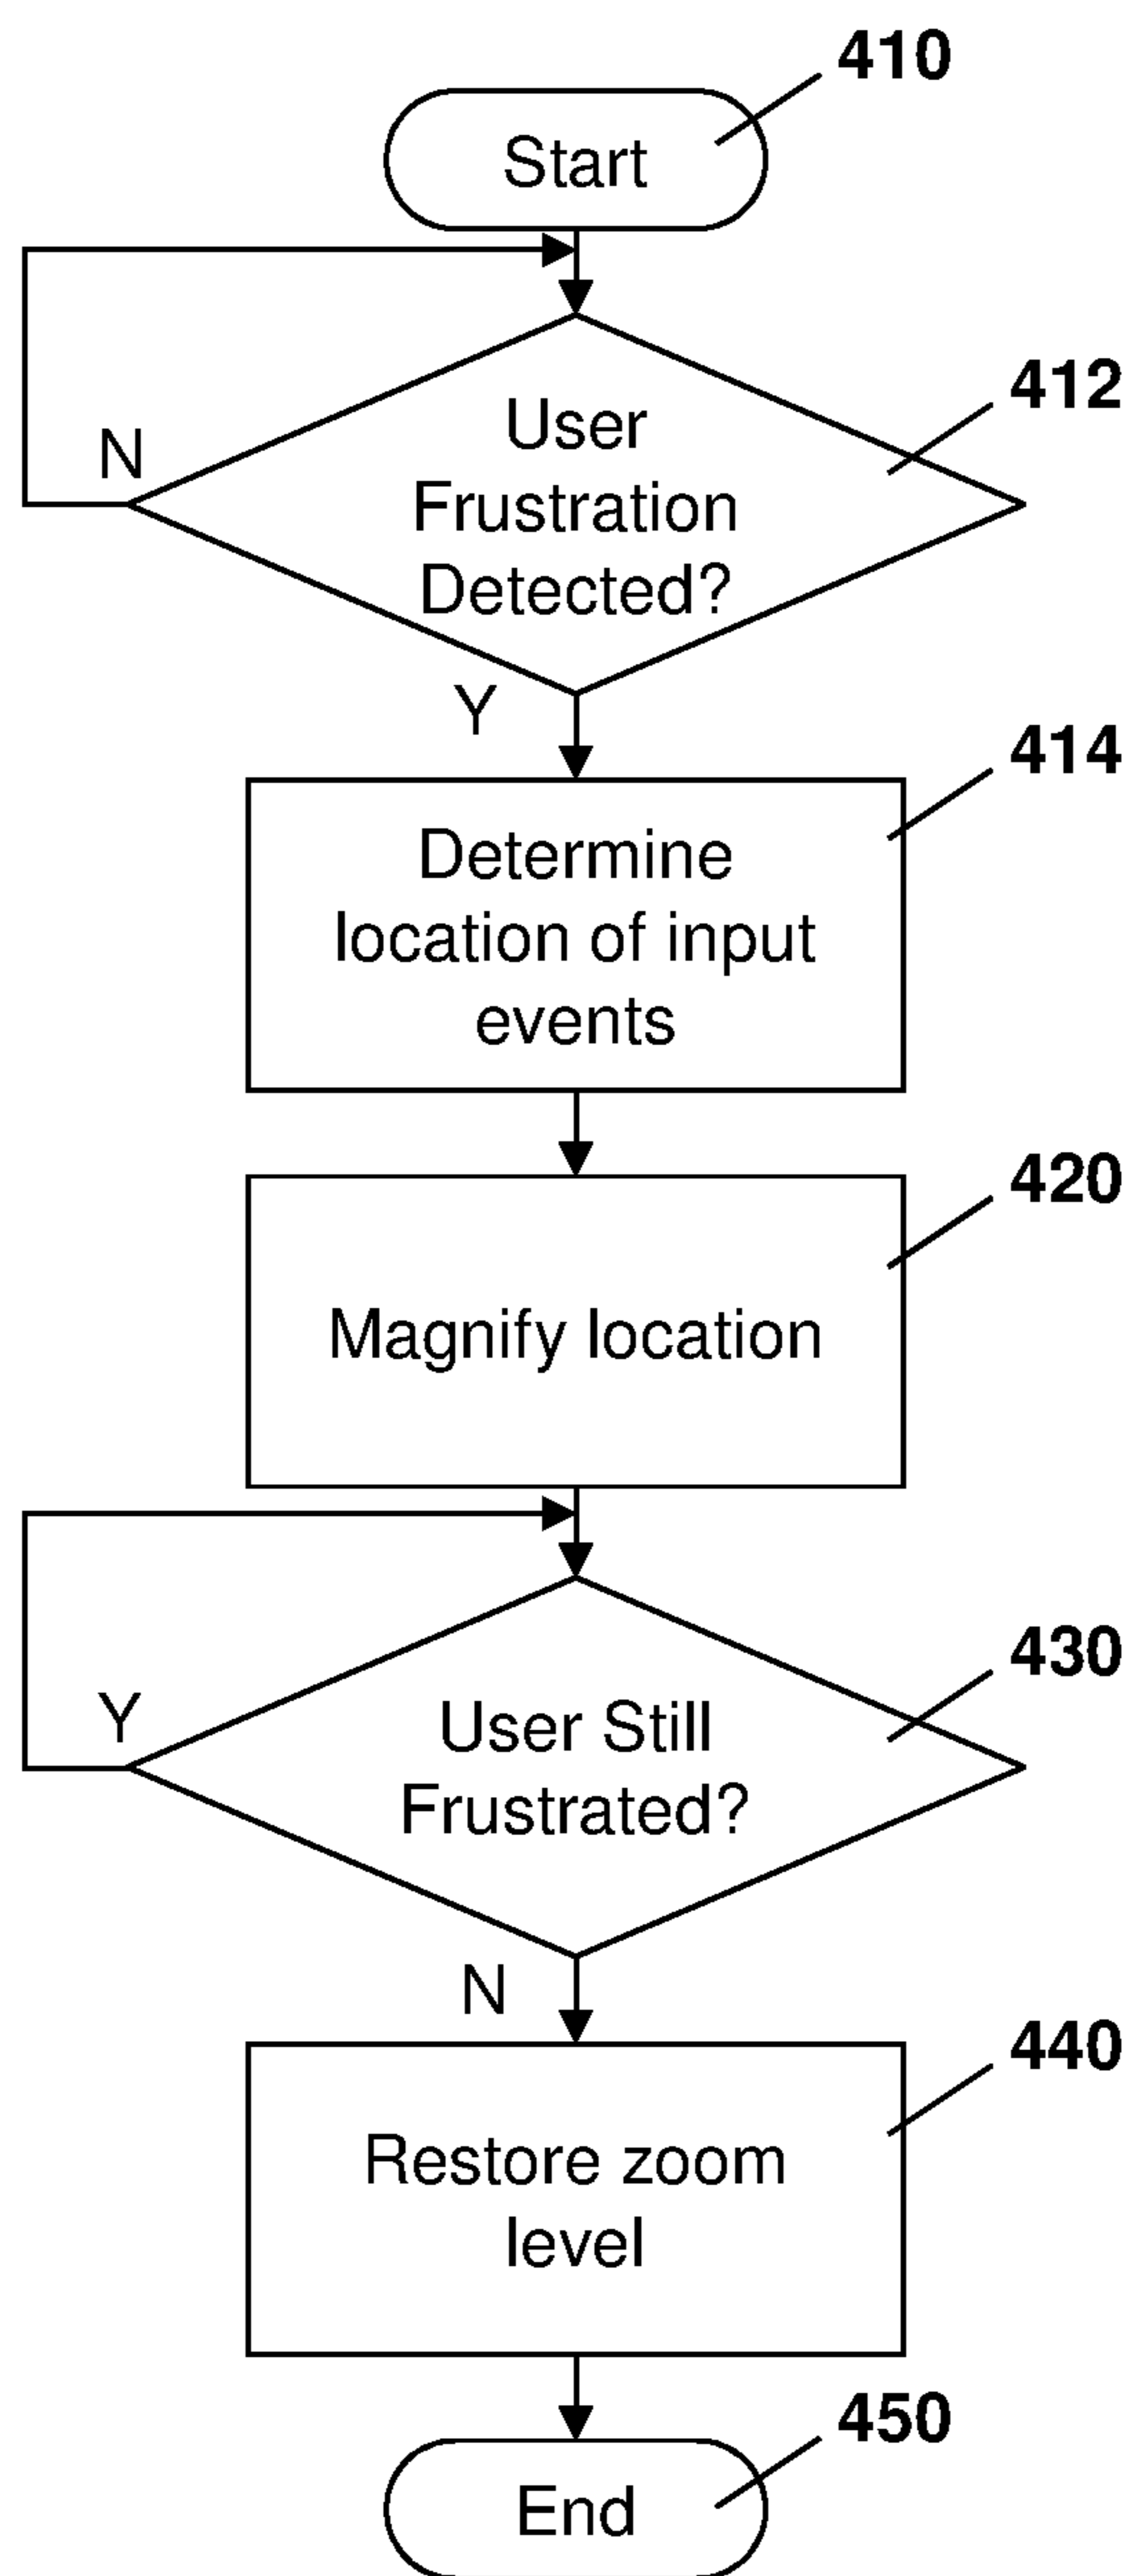 410
Start
412
N
User
Frustration
Detected?
Y
414
Determine
location of input
events
420
Magnify location
430
Y
User Still
Frustrated?
N
440
Restore zoom
level
450
End